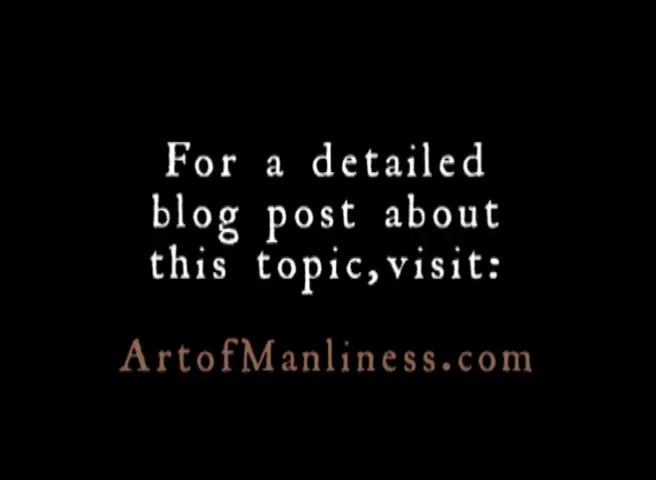 For a detailed
blog post about
this topic,visit:
ArtofManliness.com